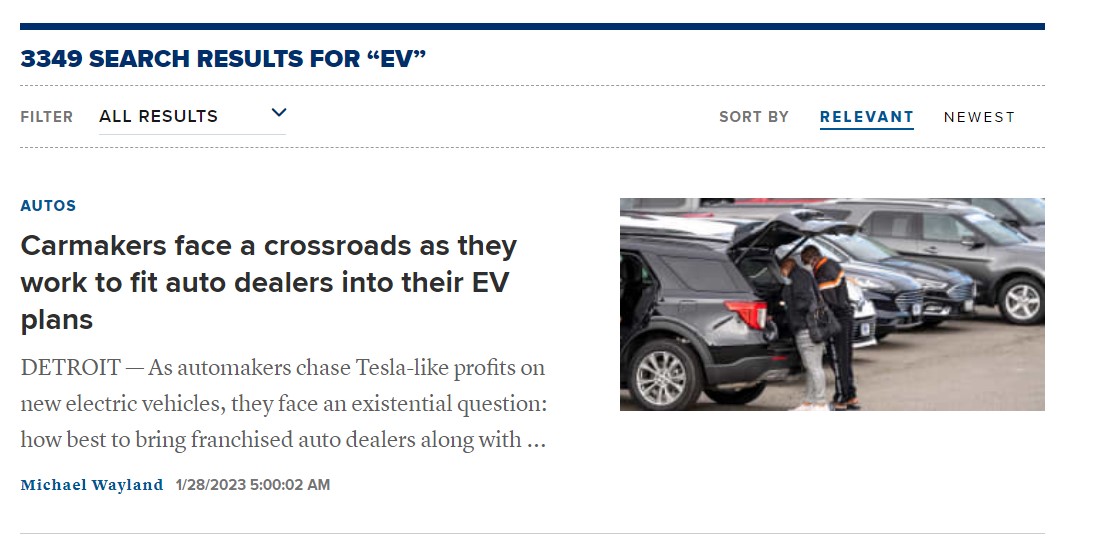 3349 SEARCH RESULTS FOR “EV”
FILTER ALL RESULTS SORT BY RELEVANT NEWEST
AUTOS
Carmakers face a crossroads as they
work to fit auto dealers into their EV
plans
DETROIT — As automakers chase Tesla-like profits on
new electric vehicles, they face an existential question:
how best to bring franchised auto dealers along with ...
Michael Wayland 1/28/2023 5:00:02 AM